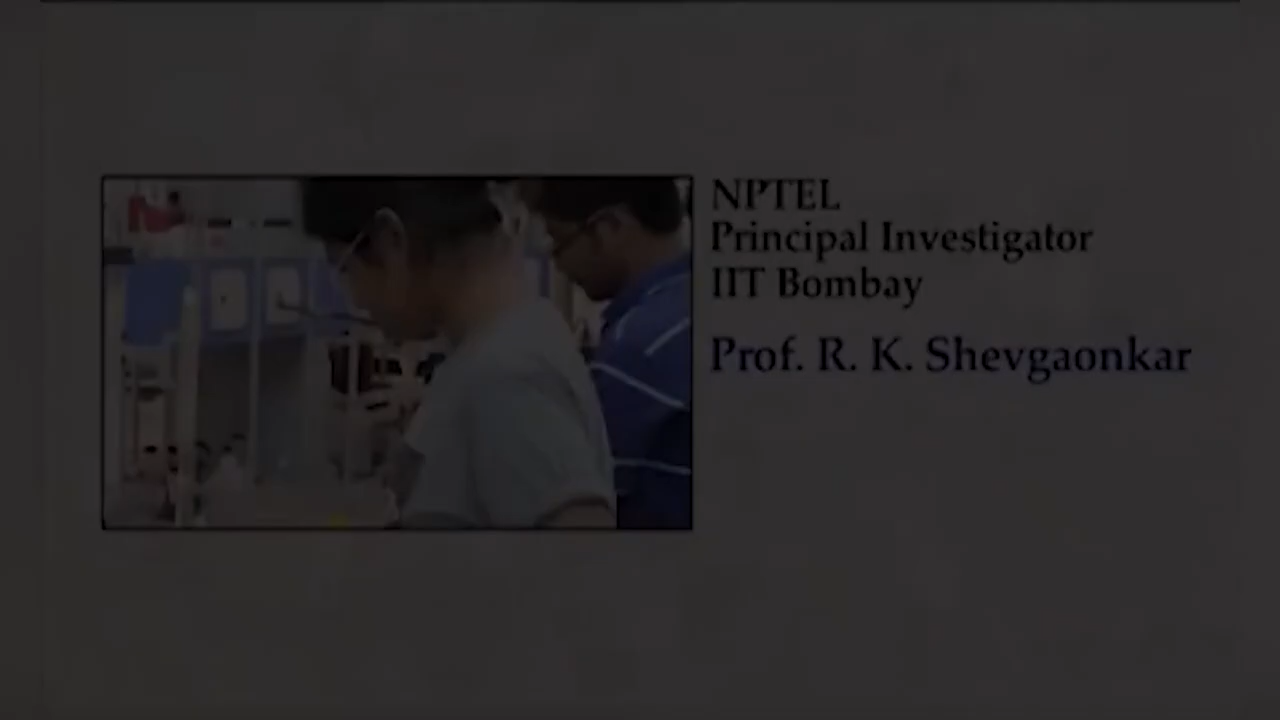 NPTEL
Principal Investigator
IIT Bombay
Prof. R. K. Shevgaonkar